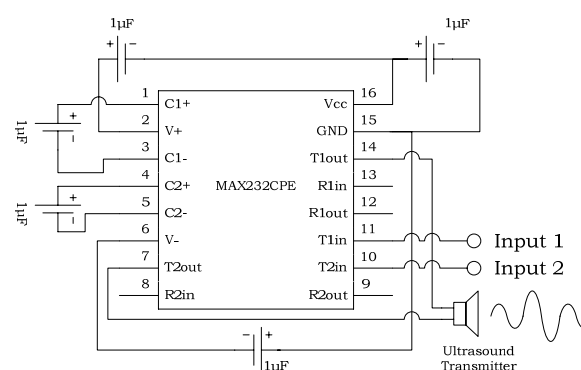 1µF
1µF
+ −
+ −
1 C1+
2 V+
3 C1-
4 C2+
5 C2-
6 V-
7 T2out
8 R2in
MAX232CPE
16 Vcc
15 GND
14 T1out
13 R1in
12 R1out
11 T1in
10 T2in
9 R2out
1µF
+
−
1µF
+
−
Input 1
Input 2
− +
1µF
Ultrasound
Transmitter